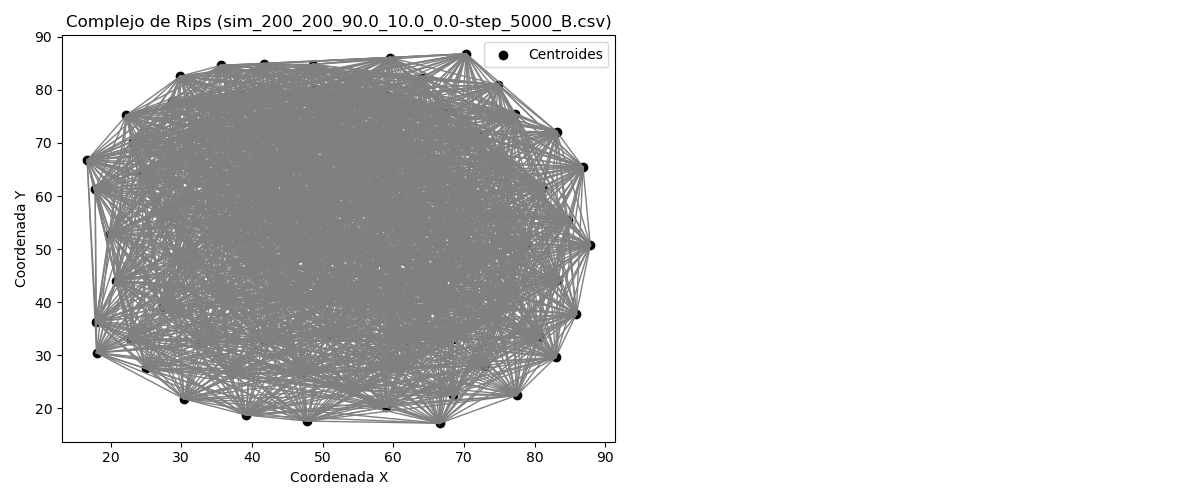 Complejo de Rips (sim_200_200_90.0_10.0_0.0-step_5000_B.csv)
Centroides
90
80
70
60
50
40
30
20
Coordenada Y
20 30 40 50 60 70 80 90
Coordenada X